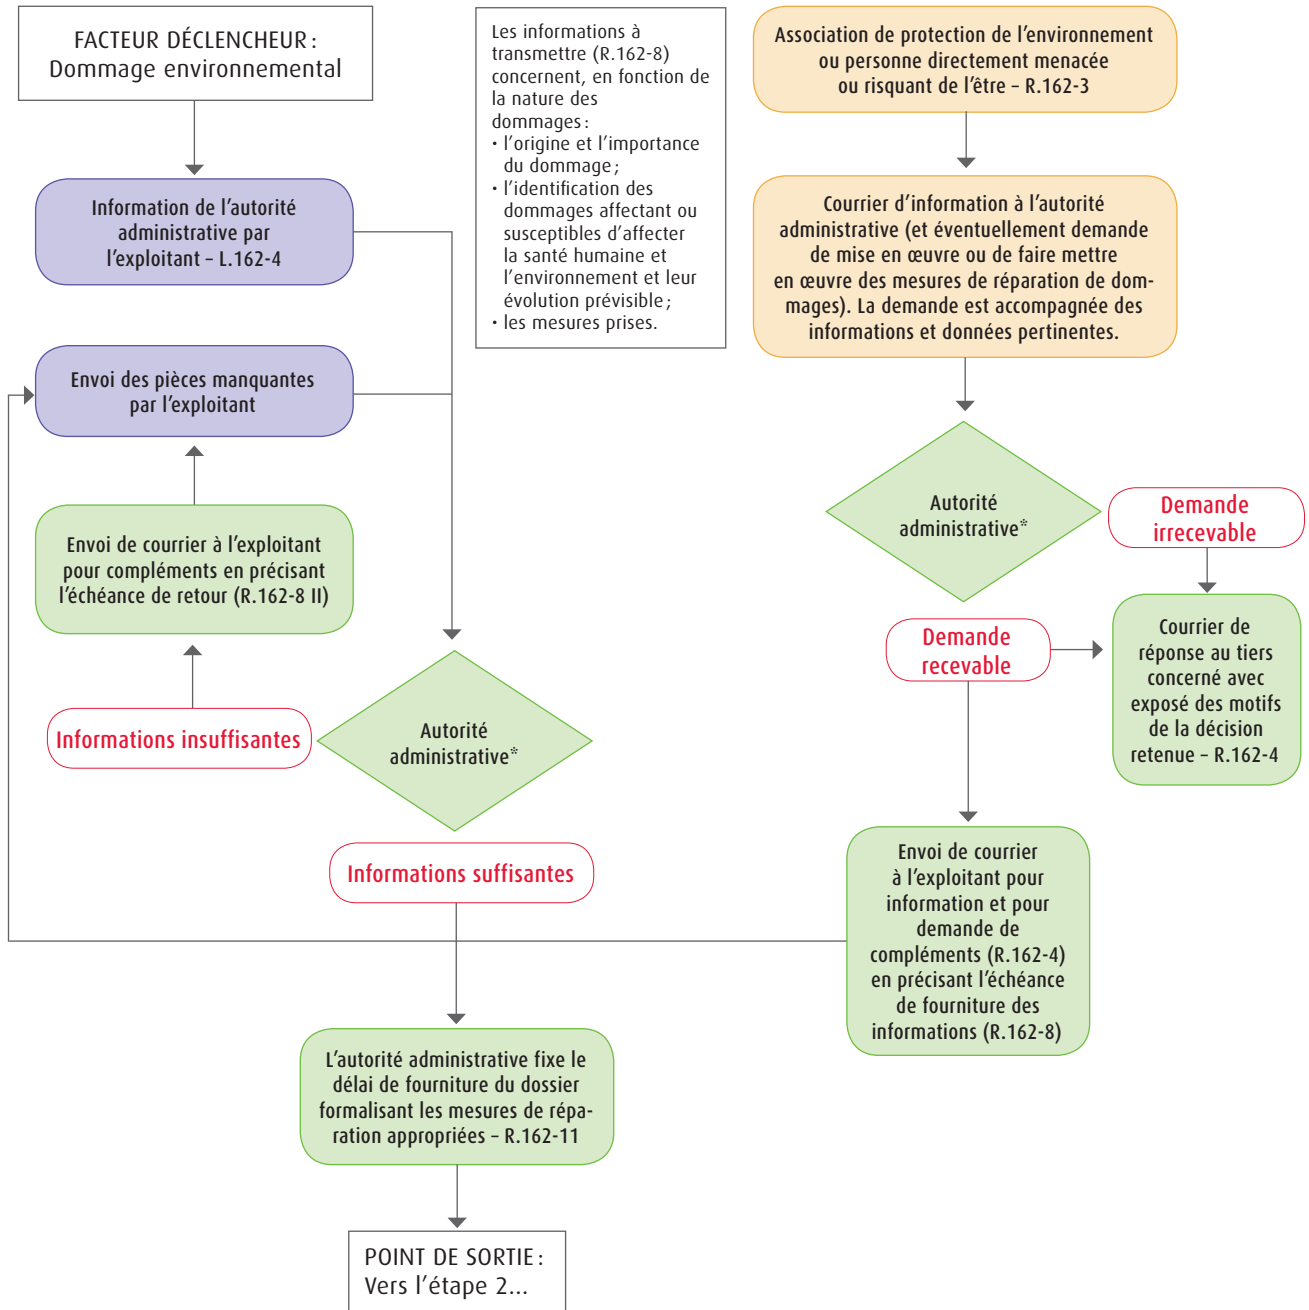 FACTEUR DÉCLENCHEUR :
Dommage environnemental
Information de l’autorité
administrative par
l’exploitant – L.162-4
Envoi des pièces manquantes
par l’exploitant
Envoi de courrier à l’exploitant
pour compléments en précisant
l’échéance de retour (R.162-8 II)
Informations insuffisantes
Les informations à
transmettre (R.162-8)
concernent, en fonction de
la nature des
dommages :
• l’origine et l’importance
du dommage ;
• l’identification des
dommages affectant ou
susceptibles d’affecter
la santé humaine et
l’environnement et leur
évolution prévisible ;
• les mesures prises.
Autorité
administrative*
Informations suffisantes
L’autorité administrative fixe le
délai de fourniture du dossier
formalisant les mesures de répa-
ration appropriées – R.162-11
POINT DE SORTIE :
Vers l’étape 2...
Association de protection de l’environnement
ou personne directement menacée
ou risquant de l’être – R.162-3
Courrier d’information à l’autorité
administrative (et éventuellement demande
de mise en œuvre ou de faire mettre
en œuvre des mesures de réparation de dom-
mages). La demande est accompagnée des
informations et données pertinentes.
Autorité
administrative*
Demande
irrecevable
Demande
recevable
Courrier de
réponse au tiers
concerné avec
exposé des motifs
de la décision
retenue – R.162-4
Envoi de courrier
à l’exploitant pour
information et pour
demande de
compléments (R.162-4)
en précisant l’échéance
de fourniture des
informations (R.162-8)